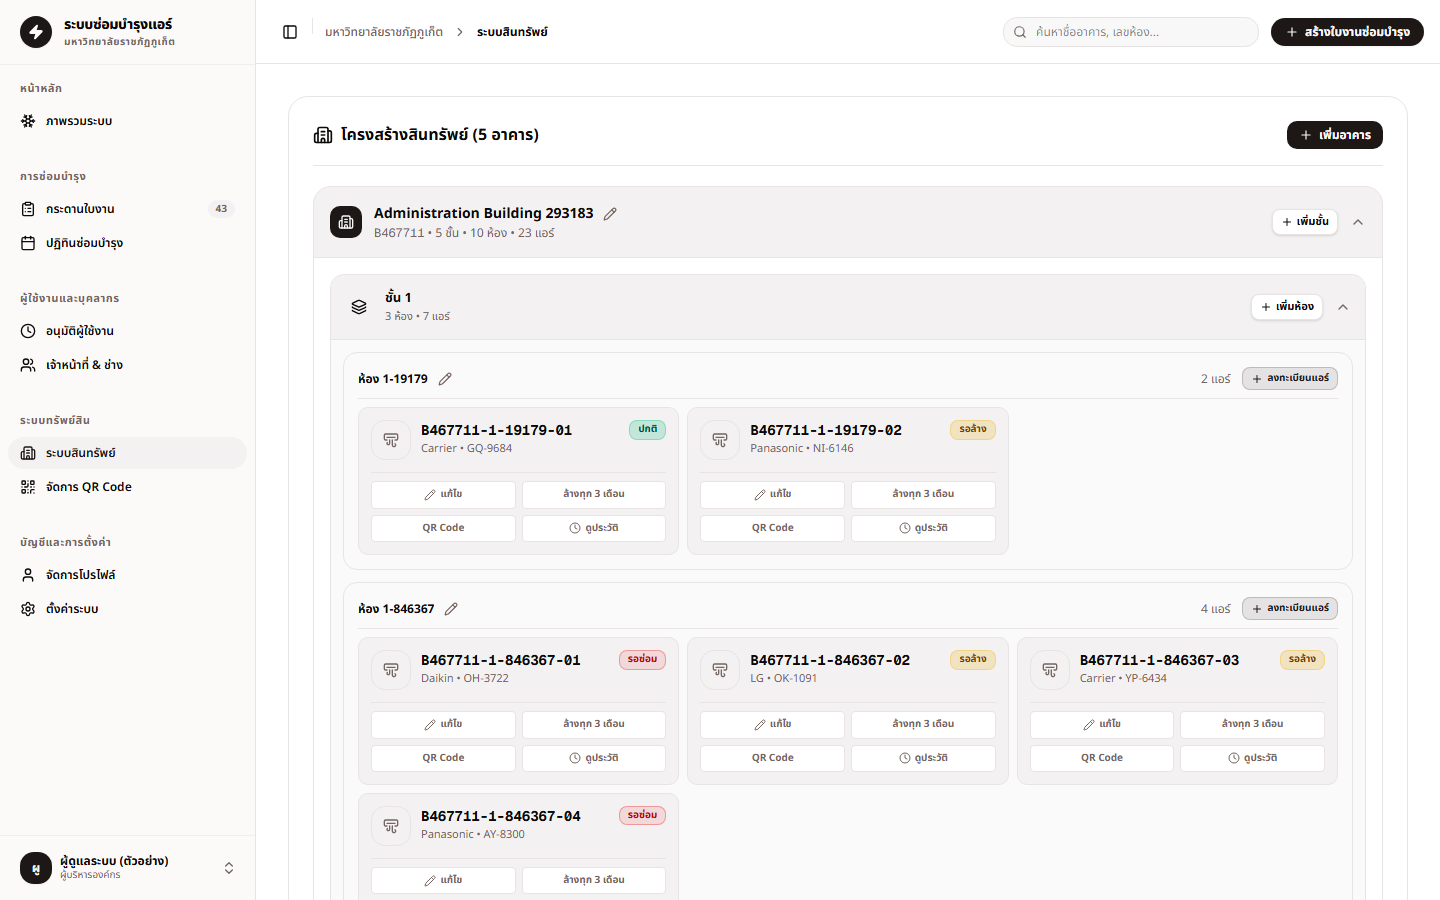 ระบบซ่อมบำรุงแอร์
มหาวิทยาลัยราชภัฏภูเก็ต
หน้าหลัก
ภาพรวมระบบ
การซ่อมบำรุง
กระดานใบงาน 43
ปฏิทินซ่อมบำรุง
ผู้ใช้งานและบุคลากร
อนุมัติผู้ใช้งาน
เจ้าหน้าที่ & ช่าง
ระบบทรัพย์สิน
ระบบสินทรัพย์
จัดการ QR Code
บัญชีและการตั้งค่า
จัดการโปรไฟล์
ตั้งค่าระบบ
ผู้
ผู้ดูแลระบบ (ตัวอย่าง)
ผู้บริหารองค์กร
มหาวิทยาลัยราชภัฏภูเก็ต > ระบบสินทรัพย์
ค้นหาชื่ออาคาร, เลขห้อง...
+ สร้างใบงานซ่อมบำรุง
โครงสร้างสินทรัพย์ (5 อาคาร)
+ เพิ่มอาคาร
Administration Building 293183
B467711 • 5 ชั้น • 10 ห้อง • 23 แอร์
+ เพิ่มชั้น
ชั้น 1
3 ห้อง • 7 แอร์
+ เพิ่มห้อง
ห้อง 1-19179
2 แอร์
+ ลงทะเบียนแอร์
B467711-1-19179-01
ปกติ
Carrier • GQ-9684
แก้ไข
ล้างทุก 3 เดือน
QR Code
ดูประวัติ
B467711-1-19179-02
รอล้าง
Panasonic • NI-6146
แก้ไข
ล้างทุก 3 เดือน
QR Code
ดูประวัติ
ห้อง 1-846367
4 แอร์
+ ลงทะเบียนแอร์
B467711-1-846367-01
รอซ่อม
Daikin • OH-3722
แก้ไข
ล้างทุก 3 เดือน
QR Code
ดูประวัติ
B467711-1-846367-02
รอล้าง
LG • OK-1091
แก้ไข
ล้างทุก 3 เดือน
QR Code
ดูประวัติ
B467711-1-846367-03
รอล้าง
Carrier • YP-6434
แก้ไข
ล้างทุก 3 เดือน
QR Code
ดูประวัติ
B467711-1-846367-04
รอซ่อม
Panasonic • AY-8300
แก้ไข
ล้างทุก 3 เดือน